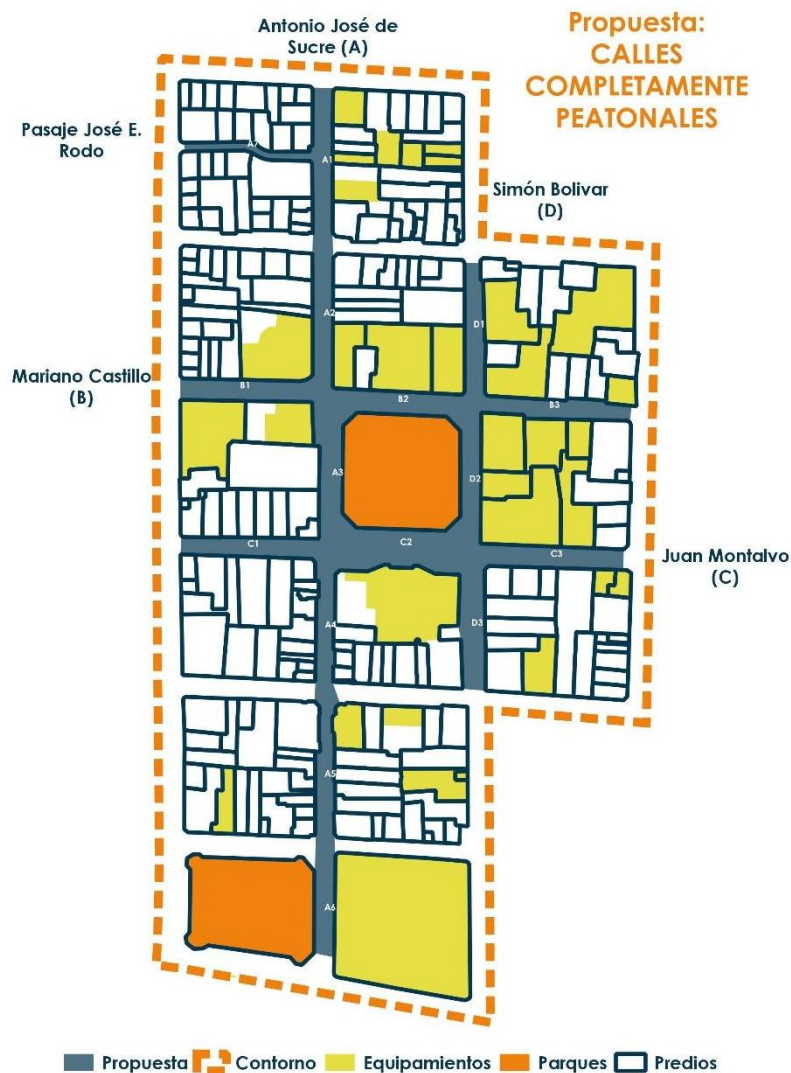 Antonio José de
Sucre (A)
Propuesta:
CALLES
COMPLETAMENTE
PEATONALES
Pasaje José E.
Rodo
A7
A1
Simón Bolivar
(D)
A2
D1
Mariano Castillo
(B)
B1
B2
B3
A3
D2
C1
C2
C3
Juan Montalvo
(C)
A4
D3
A5
A6
Propuesta
Contorno
Equipamientos
Parques
Predios